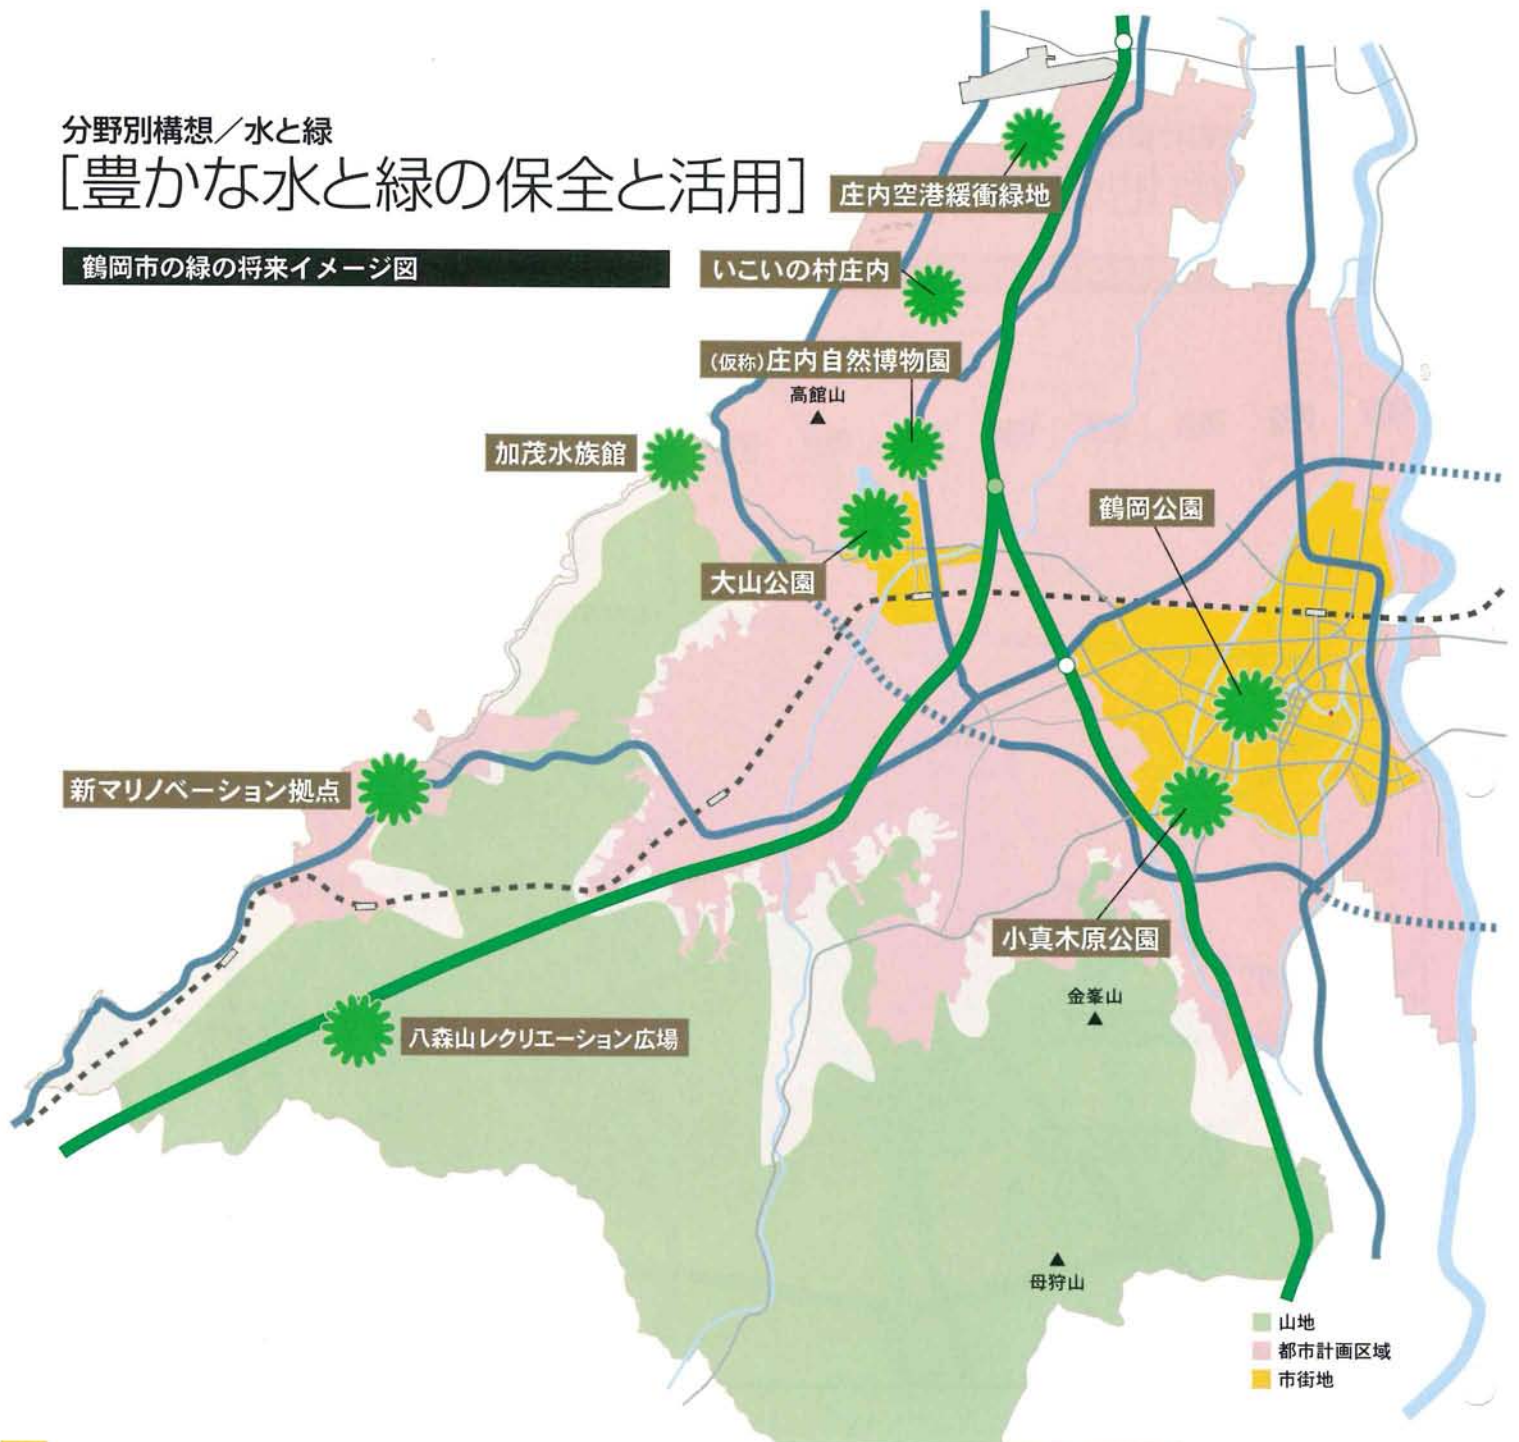 分野別構想／水と緑
[豊かな水と緑の保全と活用]
鶴岡市の緑の将来イメージ図
庄内空港緩衝緑地
いこいの村庄内
(仮称)庄内自然博物園
高館山
加茂水族館
鶴岡公園
大山公園
新マリノベーション拠点
小真木原公園
金峯山
八森山レクリエーション広場
母狩山
山地
都市計画区域
市街地